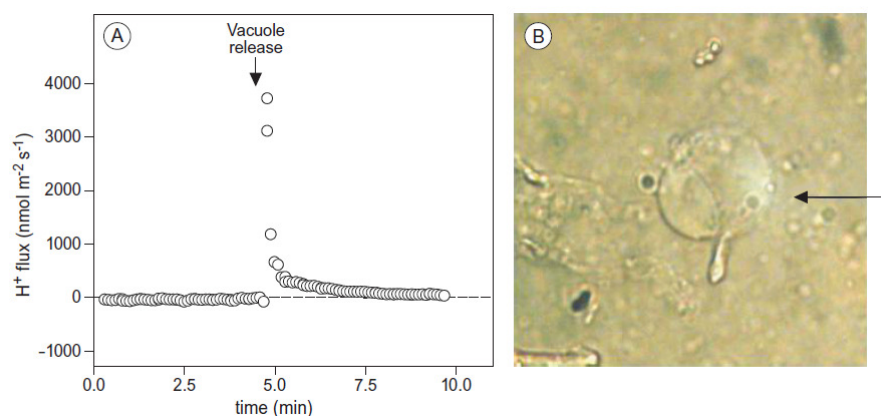 A
Vacuole
release
4000
3000
2000
1000
0
−1000
H⁺ flux (nmol m⁻² s⁻¹)
0.0 2.5 5.0 7.5 10.0
time (min)
B